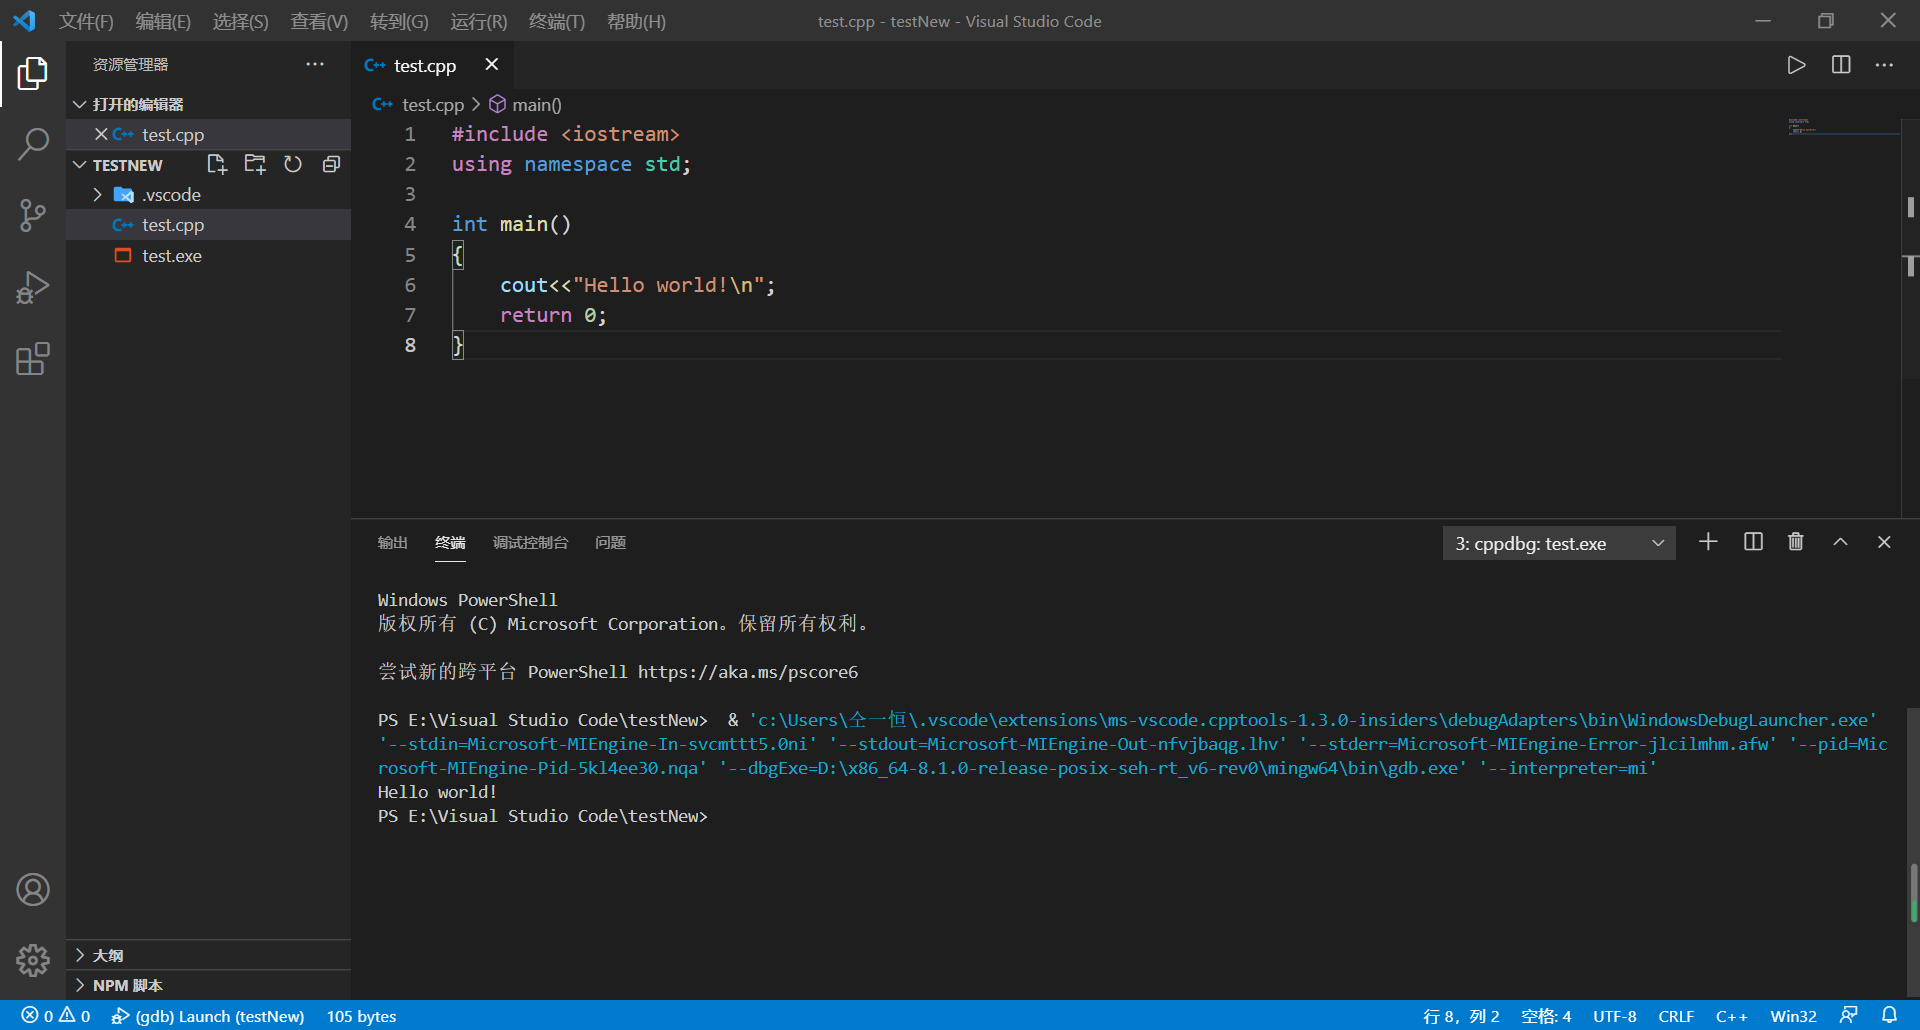 文件(F) 编辑(E) 选择(S) 查看(V) 转到(G) 运行(R) 终端(T) 帮助(H) test.cpp - testNew - Visual Studio Code
资源管理器
打开的编辑器
test.cpp
TESTNEW
.vscode
test.cpp
test.exe
大纲
NPM 脚本
test.cpp
test.cpp > main()
1 #include <iostream>
2 using namespace std;
3
4 int main()
5 {
6 cout<<"Hello world!\n";
7 return 0;
8 }
输出 终端 调试控制台 问题 3: cppdbg: test.exe
Windows PowerShell
版权所有 (C) Microsoft Corporation。保留所有权利。
尝试新的跨平台 PowerShell https://aka.ms/pscore6
PS E:\Visual Studio Code\testNew>  & 'c:\Users\仝一恒\.vscode\extensions\ms-vscode.cpptools-1.3.0-insiders\debugAdapters\bin\WindowsDebugLauncher.exe'
'--stdin=Microsoft-MIEngine-In-svcmttt5.0ni' '--stdout=Microsoft-MIEngine-Out-nfvjbaqg.lhv' '--stderr=Microsoft-MIEngine-Error-jlcilmhm.afw' '--pid=Mic
rosoft-MIEngine-Pid-5kl4ee30.nqa' '--dbgExe=D:\x86_64-8.1.0-release-posix-seh-rt_v6-rev0\mingw64\bin\gdb.exe' '--interpreter=mi'
Hello world!
PS E:\Visual Studio Code\testNew>
0 0 (gdb) Launch (testNew) 105 bytes 行 8，列 2 空格: 4 UTF-8 CRLF C++ Win32